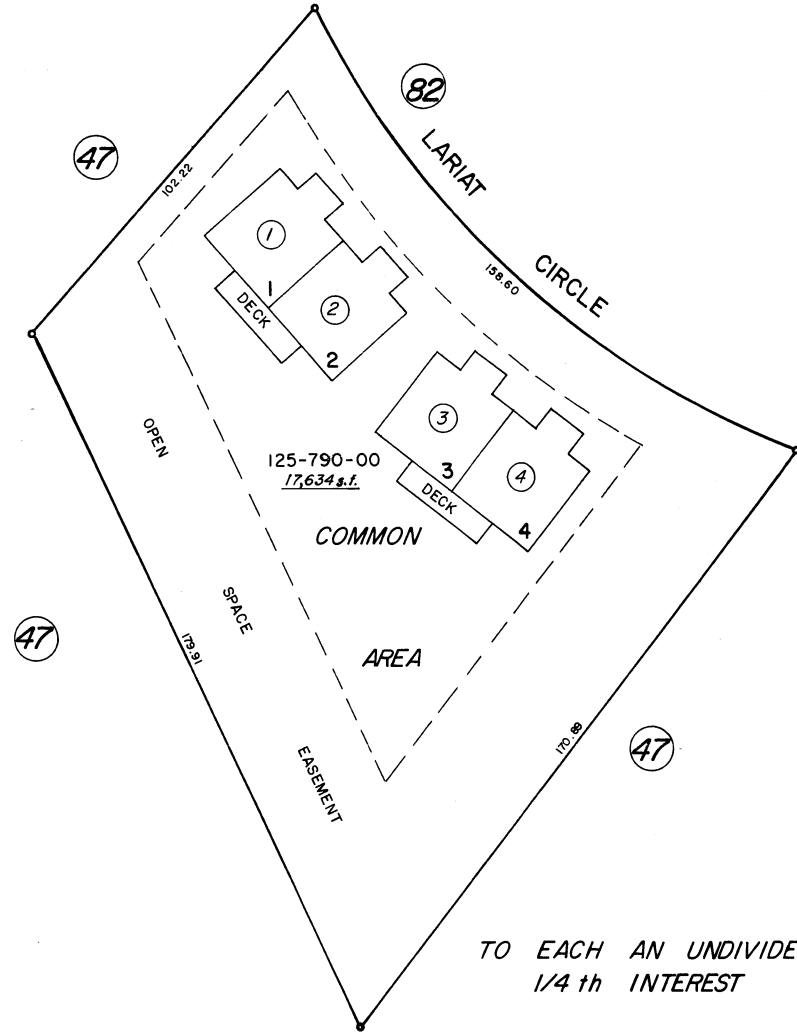 82
47
LARIAT
CIRCLE
102.22
158.60
1
1
DECK
2
2
3
3
DECK
4
4
OPEN
125-790-00
17,634 s.f.
COMMON
SPACE
AREA
47
179.91
EASEMENT
170.89
47
TO EACH AN UNDIVIDE
1/4 th INTEREST